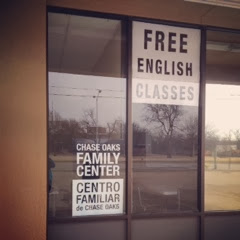 FREE
ENGLISH
CLASSES
CHASE OAKS
FAMILY
CENTER
CENTRO
FAMILIAR
de CHASE OAKS